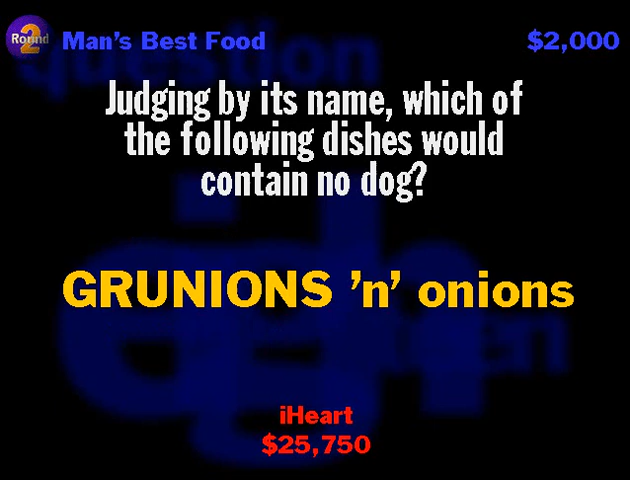 Round 2 Man's Best Food $2,000
Judging by its name, which of
the following dishes would
contain no dog?
GRUNIONS 'n' onions
iHeart
$25,750
question